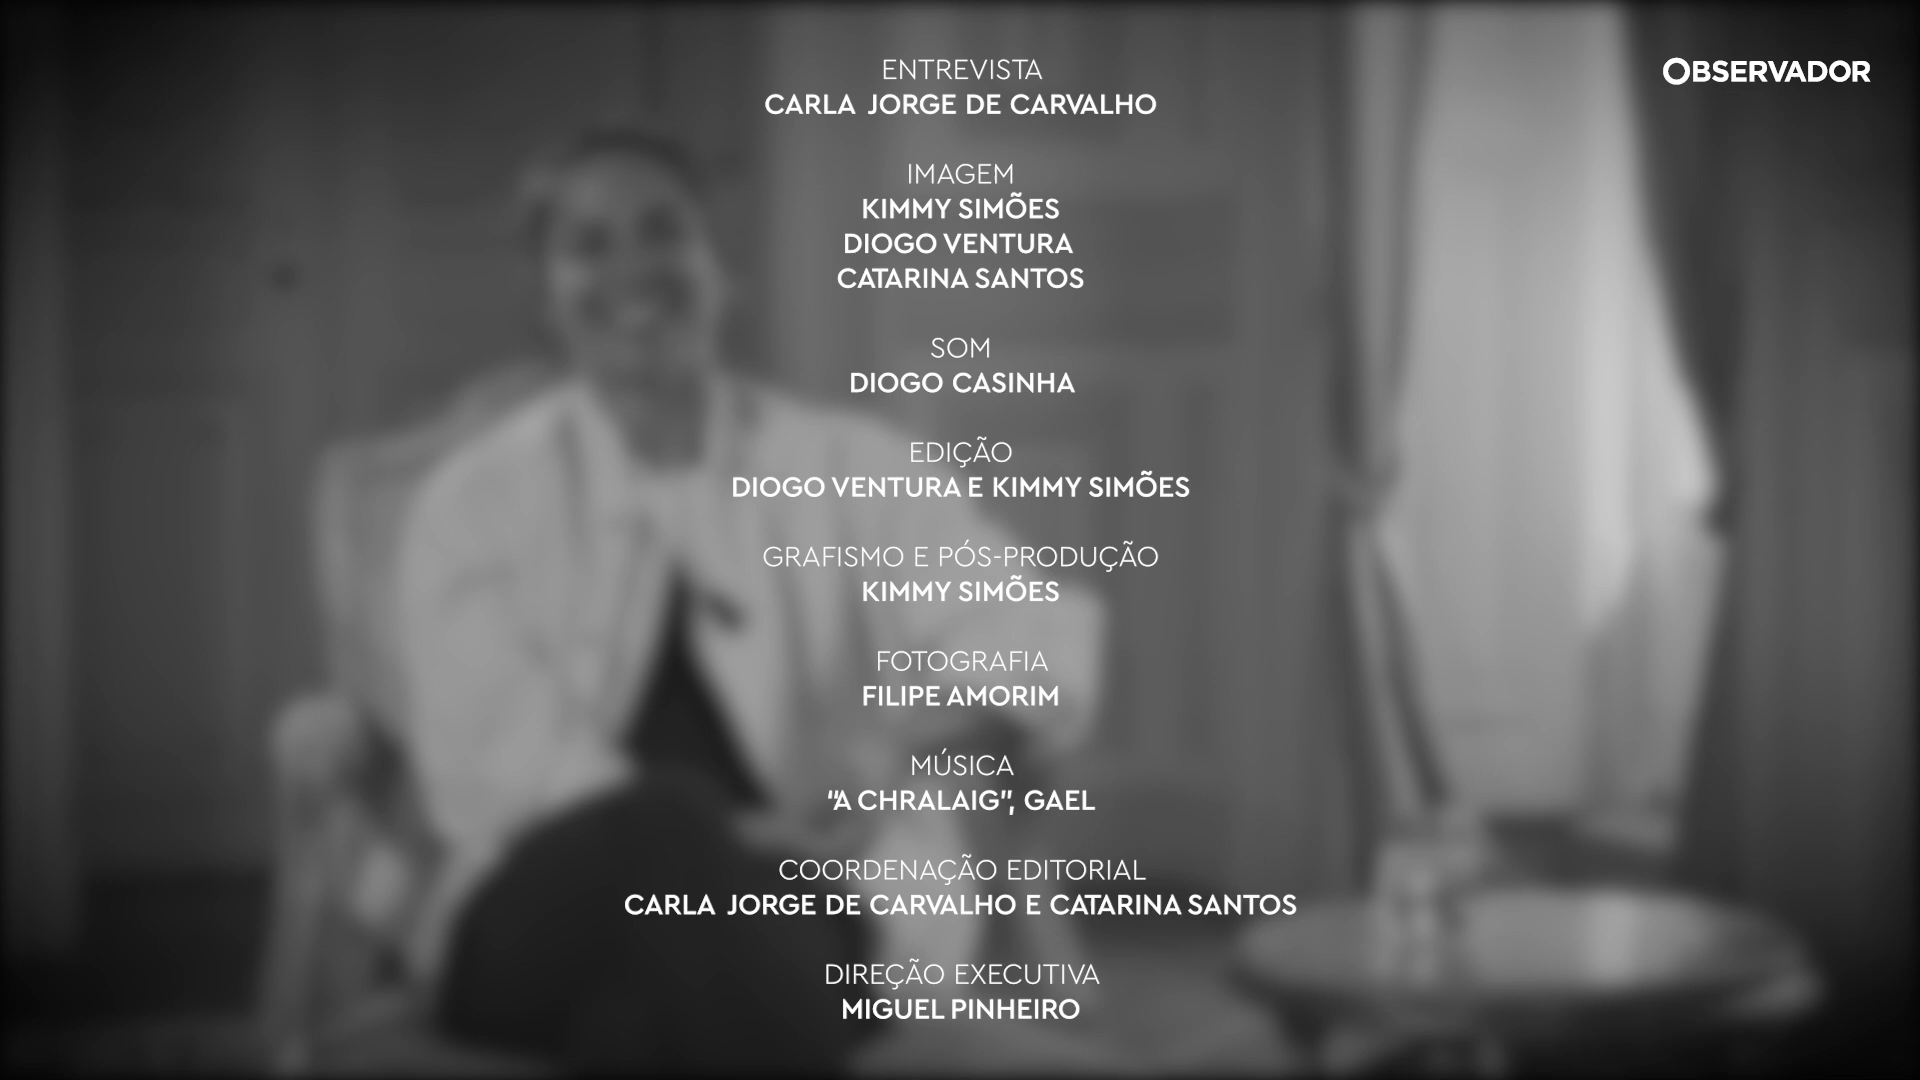 ENTREVISTA
CARLA JORGE DE CARVALHO
OBSERVADOR
IMAGEM
KIMMY SIMÕES
DIOGO VENTURA
CATARINA SANTOS
SOM
DIOGO CASINHA
EDIÇÃO
DIOGO VENTURA E KIMMY SIMÕES
GRAFISMO E PÓS-PRODUÇÃO
KIMMY SIMÕES
FOTOGRAFIA
FILIPE AMORIM
MÚSICA
“A CHRALAIG”, GAEL
COORDENAÇÃO EDITORIAL
CARLA JORGE DE CARVALHO E CATARINA SANTOS
DIREÇÃO EXECUTIVA
MIGUEL PINHEIRO